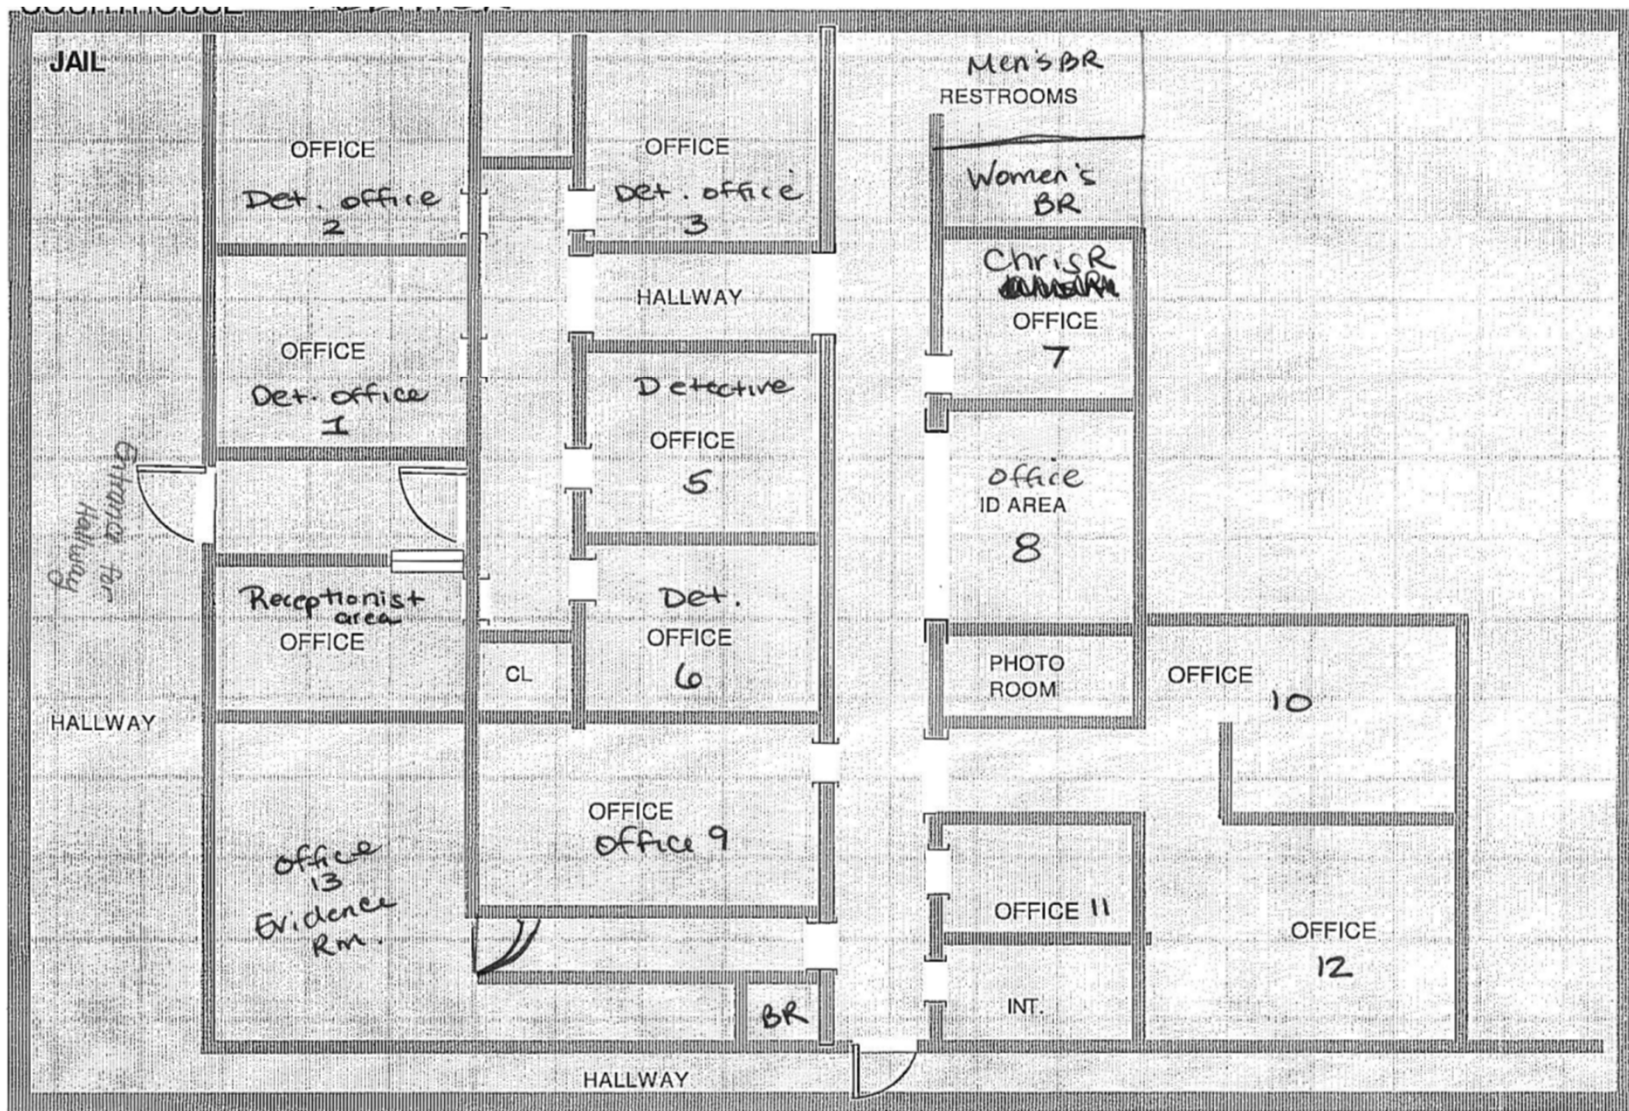 JAIL
OFFICE
Det. office
2
OFFICE
Det. office
3
Men's BR
RESTROOMS
Women's
BR
Chris R
OFFICE
7
HALLWAY
OFFICE
Det. office
1
Detective
OFFICE
5
office
ID AREA
8
Entrance for
Hallway
Receptionist
area
OFFICE
CL
Det.
OFFICE
6
PHOTO
ROOM
OFFICE
10
HALLWAY
OFFICE
Office 9
Office
13
Evidence
Rm.
OFFICE 11
OFFICE
12
INT.
BR
HALLWAY